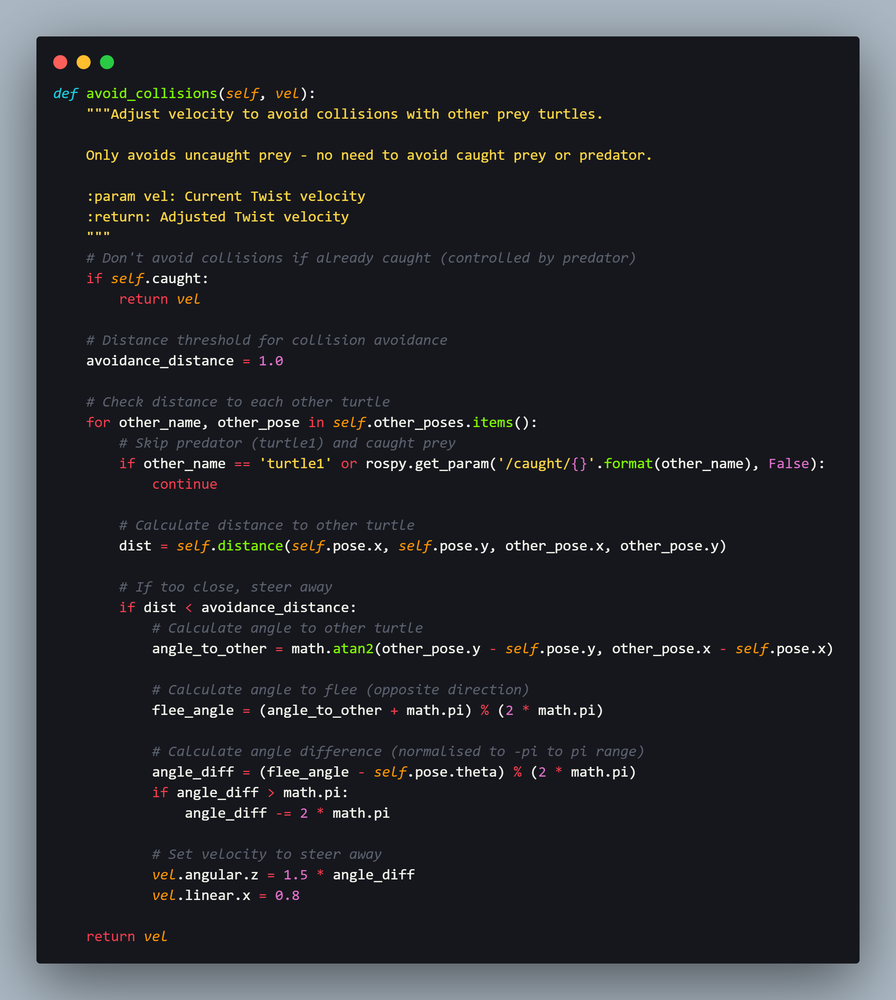 def avoid_collisions(self, vel):
    """Adjust velocity to avoid collisions with other prey turtles.

    Only avoids uncaught prey - no need to avoid caught prey or predator.

    :param vel: Current Twist velocity
    :return: Adjusted Twist velocity
    """
    # Don't avoid collisions if already caught (controlled by predator)
    if self.caught:
        return vel

    # Distance threshold for collision avoidance
    avoidance_distance = 1.0

    # Check distance to each other turtle
    for other_name, other_pose in self.other_poses.items():
        # Skip predator (turtle1) and caught prey
        if other_name == 'turtle1' or rospy.get_param('/caught/{}'.format(other_name), False):
            continue

        # Calculate distance to other turtle
        dist = self.distance(self.pose.x, self.pose.y, other_pose.x, other_pose.y)

        # If too close, steer away
        if dist < avoidance_distance:
            # Calculate angle to other turtle
            angle_to_other = math.atan2(other_pose.y - self.pose.y, other_pose.x - self.pose.x)

            # Calculate angle to flee (opposite direction)
            flee_angle = (angle_to_other + math.pi) % (2 * math.pi)

            # Calculate angle difference (normalised to -pi to pi range)
            angle_diff = (flee_angle - self.pose.theta) % (2 * math.pi)
            if angle_diff > math.pi:
                angle_diff -= 2 * math.pi

            # Set velocity to steer away
            vel.angular.z = 1.5 * angle_diff
            vel.linear.x = 0.8

    return vel